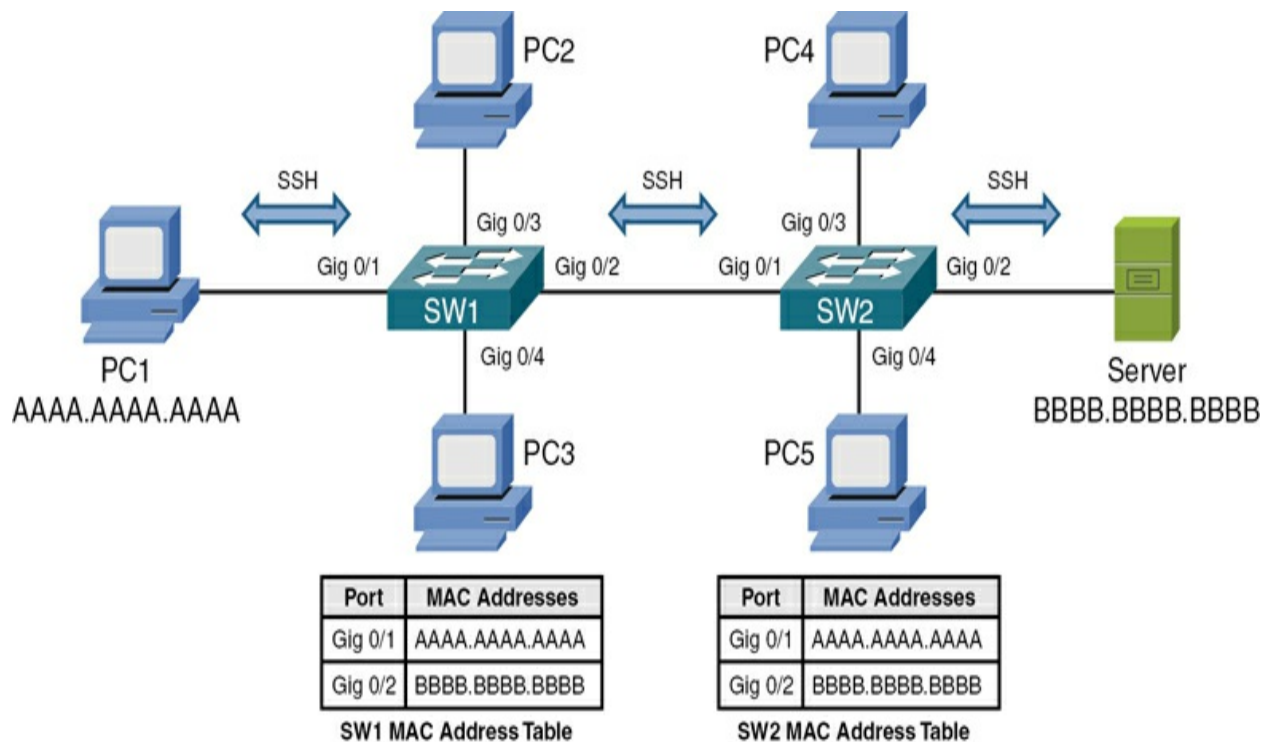 PC2
PC4
SSH
SSH
SSH
Gig 0/3
Gig 0/3
Gig 0/1
Gig 0/2
Gig 0/1
Gig 0/2
SW1
SW2
Gig 0/4
Gig 0/4
PC1
AAAA.AAAA.AAAA
Server
BBBB.BBBB.BBBB
PC3
PC5
Port MAC Addresses
Gig 0/1 AAAA.AAAA.AAAA
Gig 0/2 BBBB.BBBB.BBBB
SW1 MAC Address Table
Port MAC Addresses
Gig 0/1 AAAA.AAAA.AAAA
Gig 0/2 BBBB.BBBB.BBBB
SW2 MAC Address Table